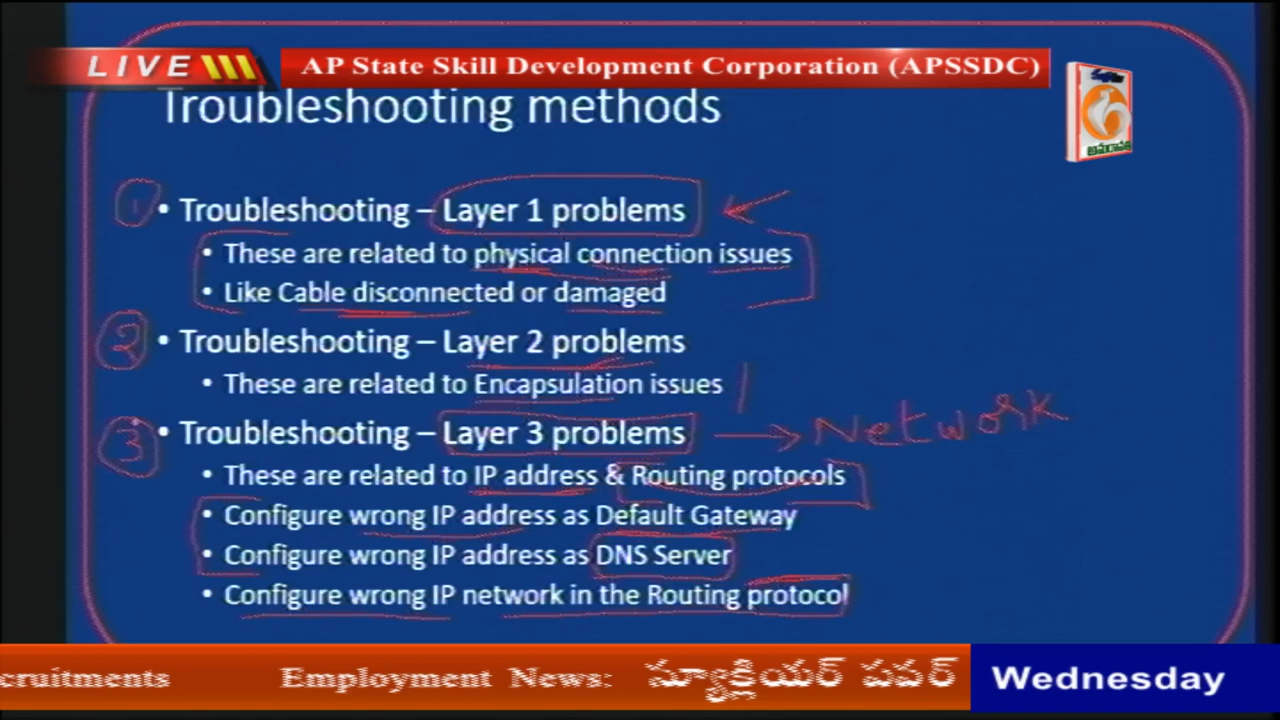 LIVE
AP State Skill Development Corporation (APSSDC)
Troubleshooting methods
అమరావతి
1
• Troubleshooting – Layer 1 problems
• These are related to physical connection issues
• Like Cable disconnected or damaged
2
• Troubleshooting – Layer 2 problems
• These are related to Encapsulation issues
3
• Troubleshooting – Layer 3 problems → Network
• These are related to IP address & Routing protocols
• Configure wrong IP address as Default Gateway
• Configure wrong IP address as DNS Server
• Configure wrong IP network in the Routing protocol
cruitments Employment News: న్యూక్లియర్ పవర్
Wednesday